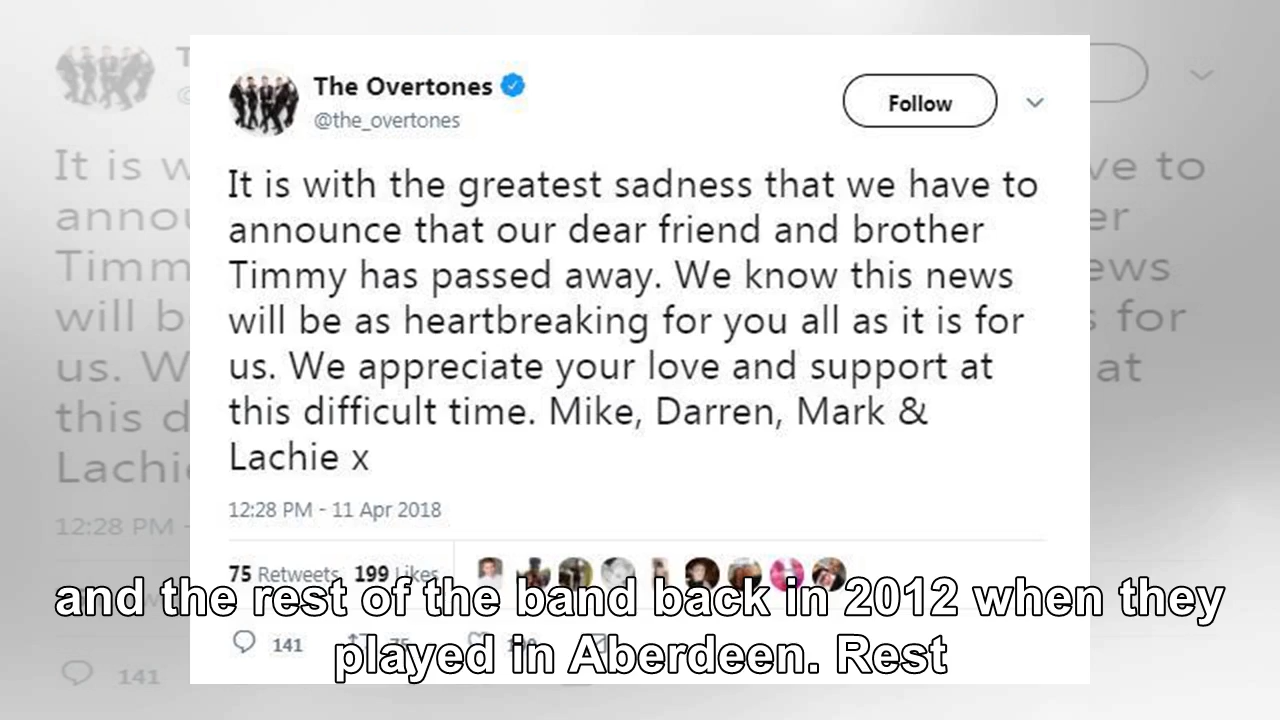 The Overtones
@the_overtones
Follow
It is with the greatest sadness that we have to
announce that our dear friend and brother
Timmy has passed away. We know this news
will be as heartbreaking for you all as it is for
us. We appreciate your love and support at
this difficult time. Mike, Darren, Mark &
Lachie x
12:28 PM - 11 Apr 2018
75 Retweets 199 Likes
141
and the rest of the band back in 2012 when they
played in Aberdeen. Rest